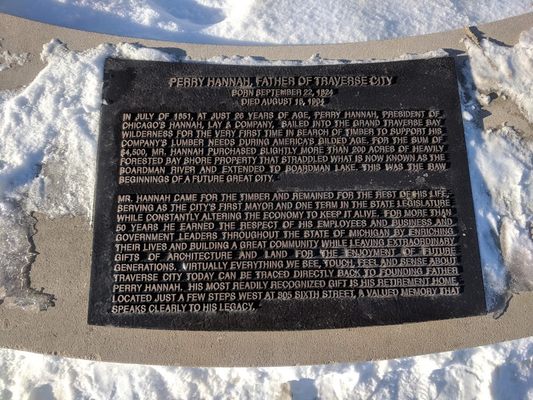 PERRY HANNAH, FATHER OF TRAVERSE CITY
BORN SEPTEMBER 22, 1824
DIED AUGUST 16, 1904
IN JULY OF 1851, AT JUST 26 YEARS OF AGE, PERRY HANNAH, PRESIDENT OF
CHICAGO'S HANNAH, LAY & COMPANY, SAILED INTO THE GRAND TRAVERSE BAY
WILDERNESS FOR THE VERY FIRST TIME IN SEARCH OF TIMBER TO SUPPORT HIS
COMPANY'S LUMBER NEEDS DURING AMERICA'S GILDED AGE. FOR THE SUM OF
$4,500, MR. HANNAH PURCHASED SLIGHTLY MORE THAN 200 ACRES OF HEAVILY
FORESTED BAY SHORE PROPERTY THAT STRADDLED WHAT IS NOW KNOWN AS THE
BOARDMAN RIVER AND EXTENDED TO BOARDMAN LAKE. THIS WAS THE RAW
BEGINNINGS OF A FUTURE GREAT CITY.
MR. HANNAH CAME FOR THE TIMBER AND REMAINED FOR THE REST OF HIS LIFE,
SERVING AS THE CITY'S FIRST MAYOR AND ONE TERM IN THE STATE LEGISLATURE
WHILE CONSTANTLY ALTERING THE ECONOMY TO KEEP IT ALIVE. FOR MORE THAN
50 YEARS HE EARNED THE RESPECT OF HIS EMPLOYEES AND BUSINESS AND
GOVERNMENT LEADERS THROUGHOUT THE STATE OF MICHIGAN BY ENRICHING
THEIR LIVES AND BUILDING A GREAT COMMUNITY WHILE LEAVING EXTRAORDINARY
GIFTS OF ARCHITECTURE AND LAND FOR THE ENJOYMENT OF FUTURE
GENERATIONS. VIRTUALLY EVERYTHING WE SEE, TOUCH, FEEL AND SENSE ABOUT
TRAVERSE CITY TODAY CAN BE TRACED DIRECTLY BACK TO FOUNDING FATHER
PERRY HANNAH. HIS MOST READILY RECOGNIZED GIFT IS HIS RETIREMENT HOME,
LOCATED JUST A FEW STEPS WEST AT 305 SIXTH STREET, A VALUED MEMORY THAT
SPEAKS CLEARLY TO HIS LEGACY.